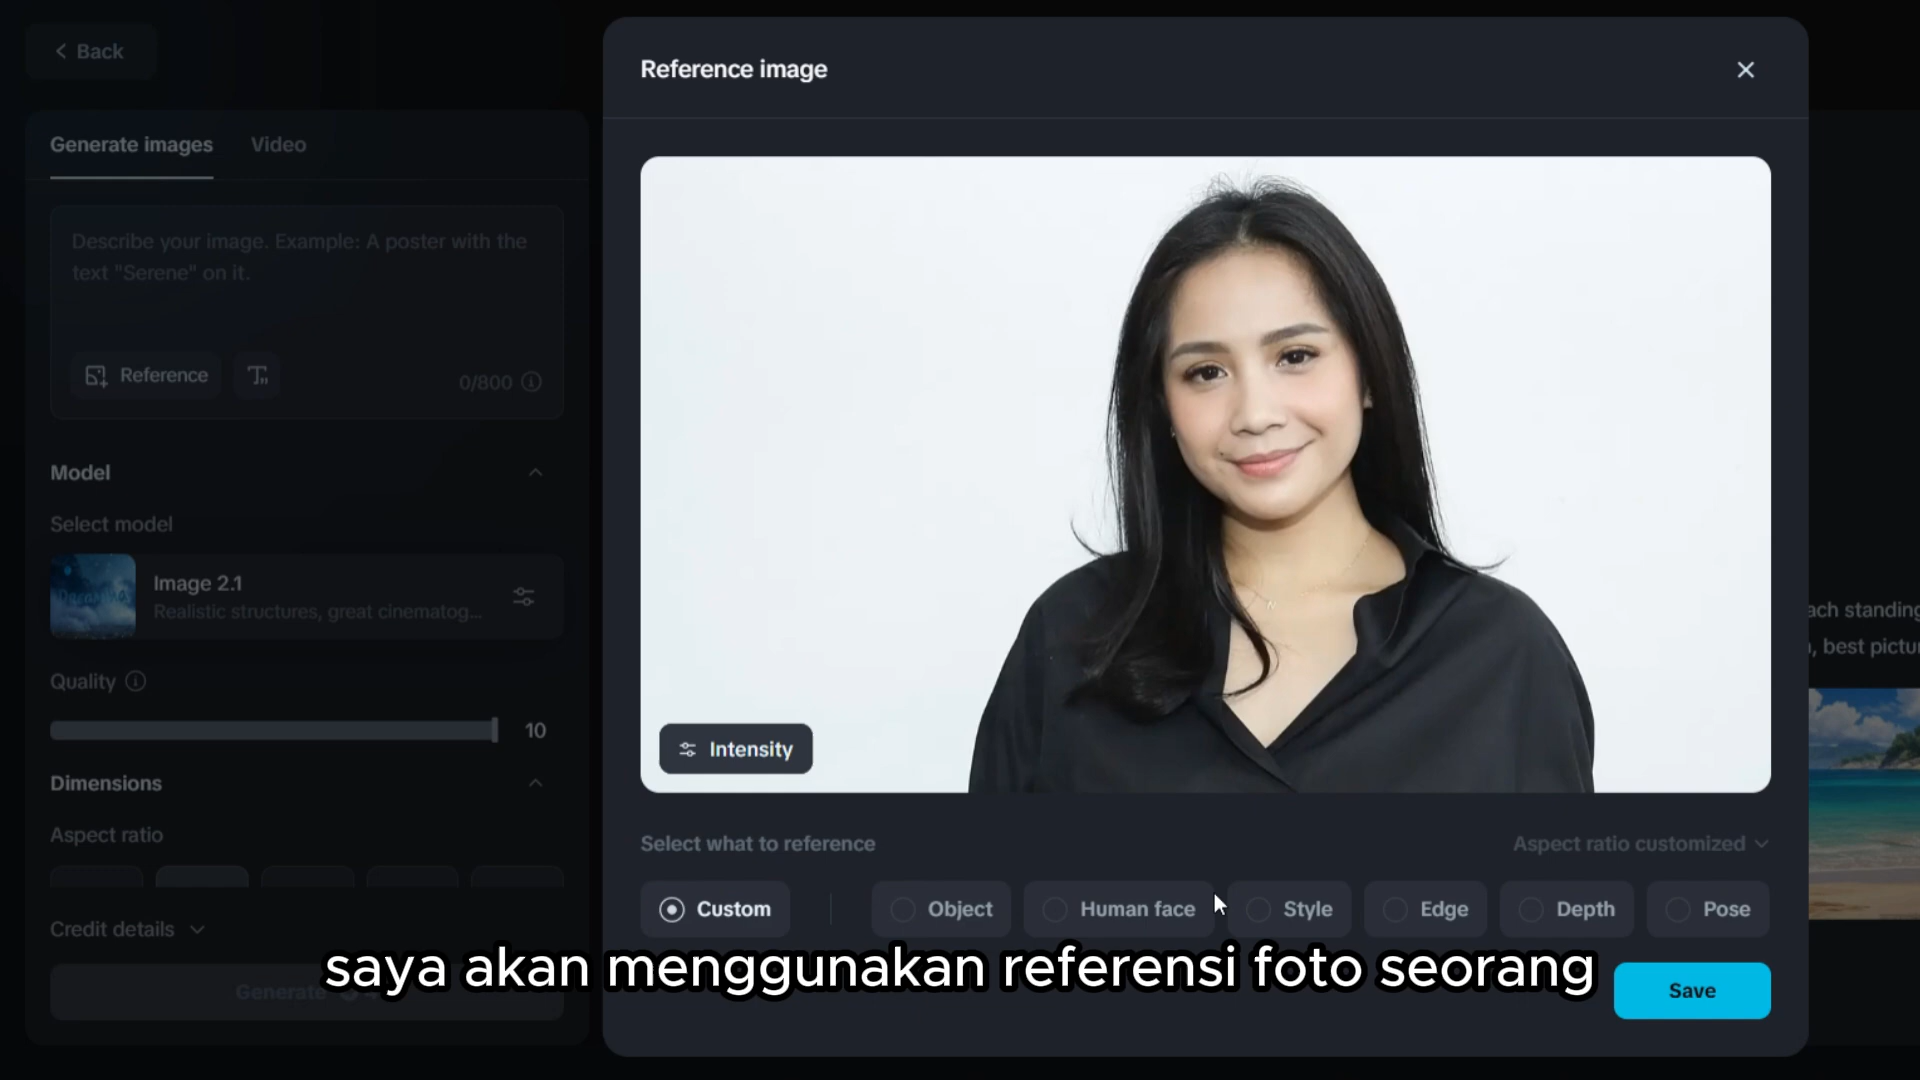 Back
Reference image
Generate images
Video
Describe your image. Example: A poster with the
text "Serene" on it.
Reference
0/800
Model
Select model
Image 2.1
Realistic structures, great cinematog...
Quality
10
Intensity
Dimensions
Aspect ratio
Select what to reference
Aspect ratio customized
Custom
Object
Human face
Style
Edge
Depth
Pose
Credit details
saya akan menggunakan referensi foto seorang
Generate
Save
ach standing
, best pictur